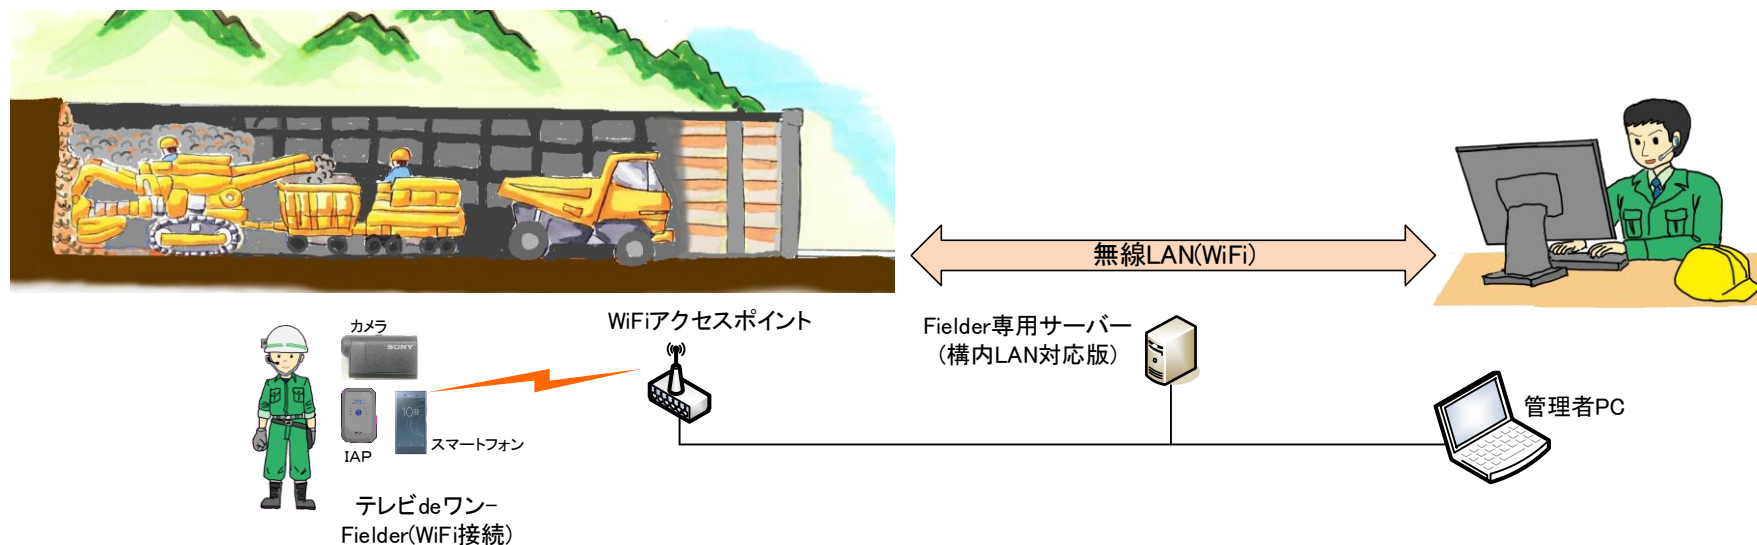 無線LAN(WiFi)
カメラ
SONY
IAP
スマートフォン
テレビdeワン-
Fielder(WiFi接続)
WiFiアクセスポイント
Fielder専用サーバー
(構内LAN対応版)
管理者PC